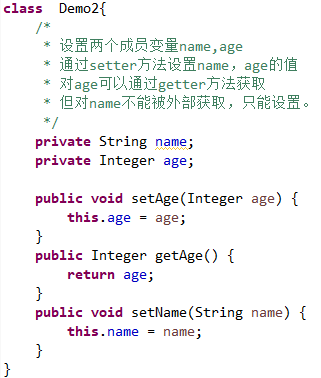 class  Demo2{
    /*
     * 设置两个成员变量name,age
     * 通过setter方法设置name，age的值
     * 对age可以通过getter方法获取
     * 但对name不能被外部获取，只能设置。
     */
    private String name;
    private Integer age;

    public void setAge(Integer age) {
        this.age = age;
    }
    public Integer getAge() {
        return age;
    }
    public void setName(String name) {
        this.name = name;
    }
}